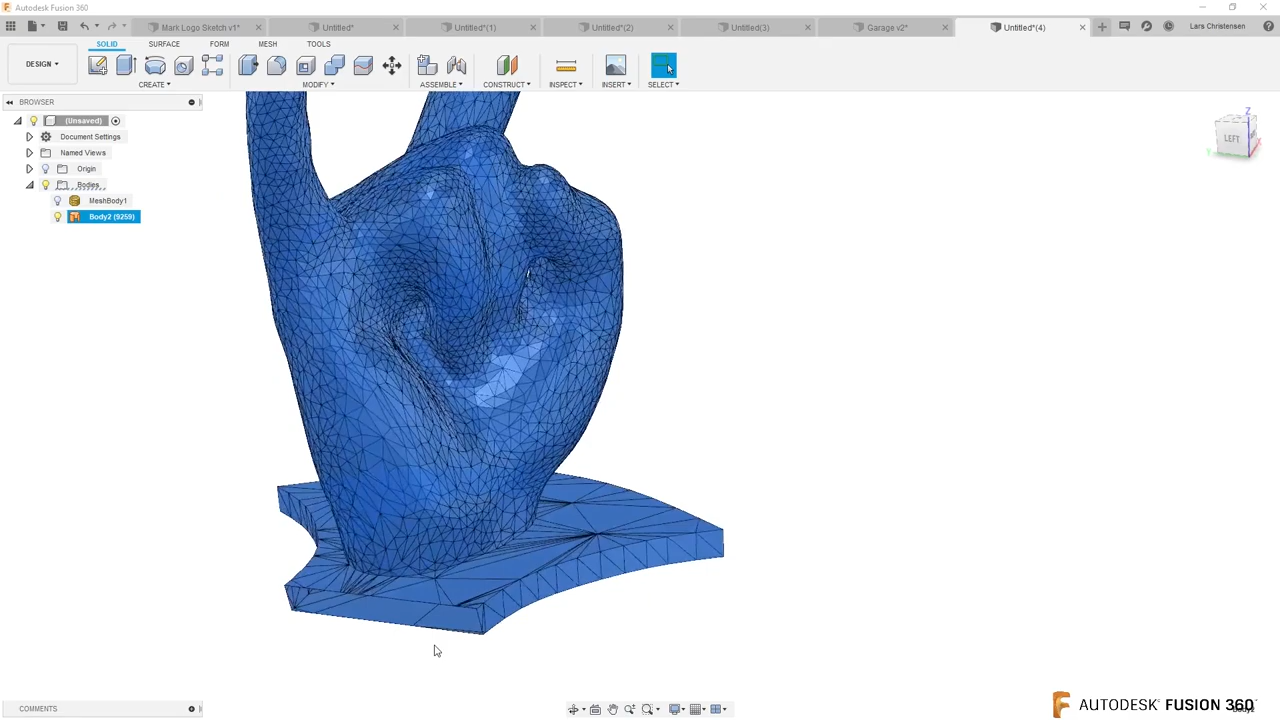 Autodesk Fusion 360
Mark Logo Sketch v1*
Untitled*
Untitled*(1)
Untitled*(2)
Untitled(3)
Garage v2*
Untitled*(4)
Lars Christensen
DESIGN
SOLID
SURFACE
FORM
MESH
TOOLS
CREATE
MODIFY
ASSEMBLE
CONSTRUCT
INSPECT
INSERT
SELECT
BROWSER
(Unsaved)
Document Settings
Named Views
Origin
Bodies
MeshBody1
Body2 (9259)
Z
LEFT
Y
X
COMMENTS
AUTODESK® FUSION 360™